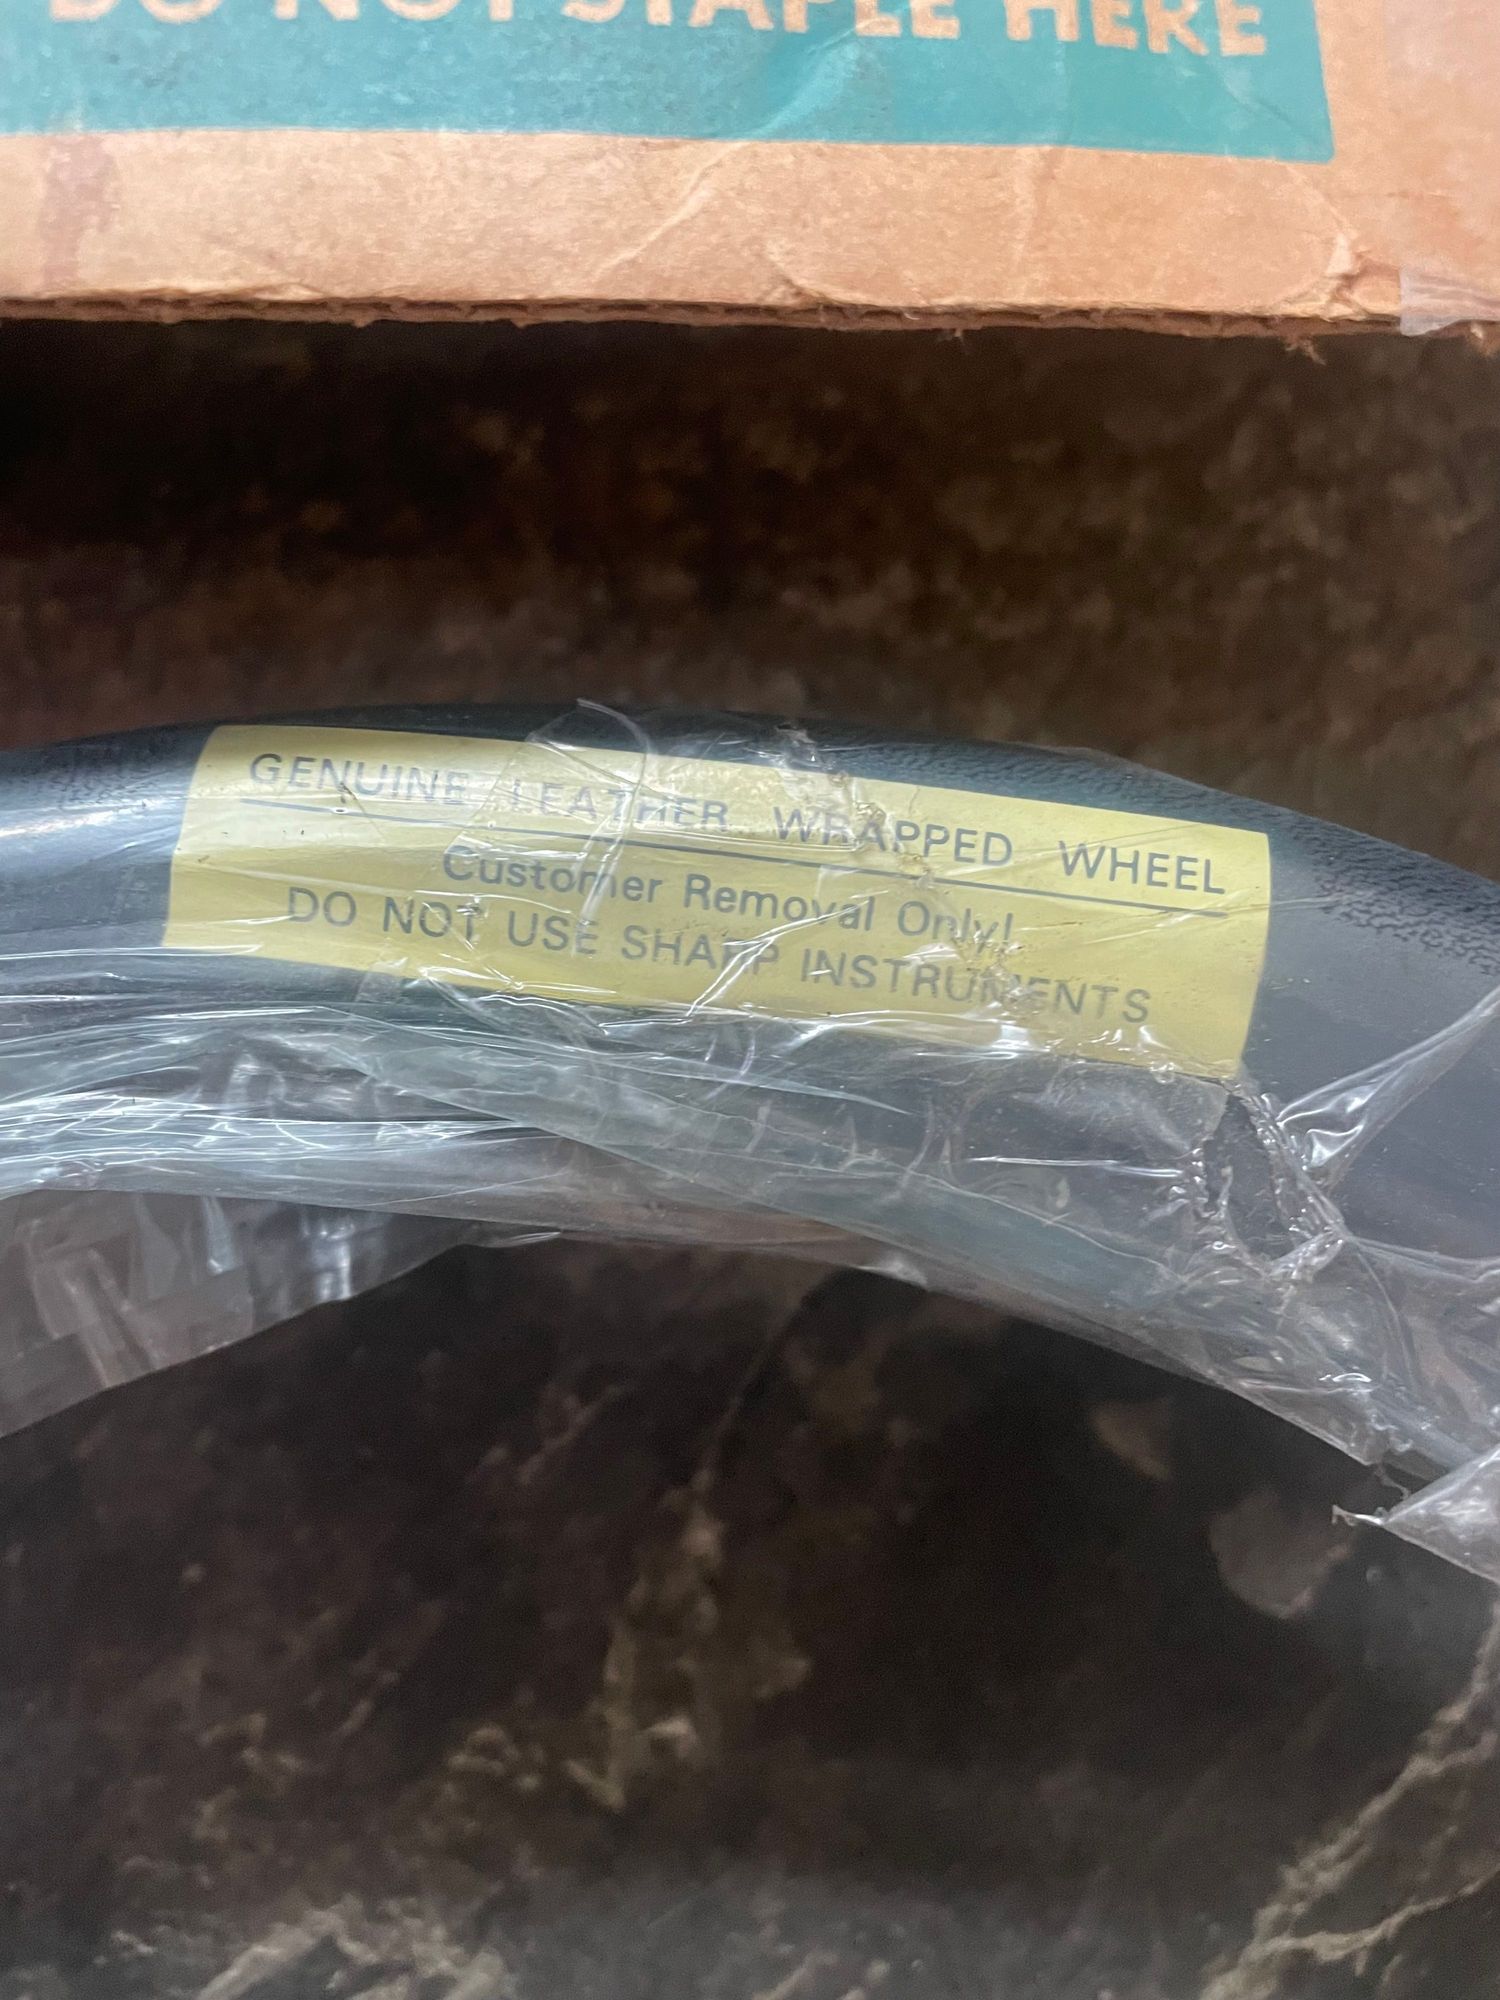 DO NOT STAPLE HERE
GENUINE LEATHER WRAPPED WHEEL
Customer Removal Only!
DO NOT USE SHARP INSTRUMENTS